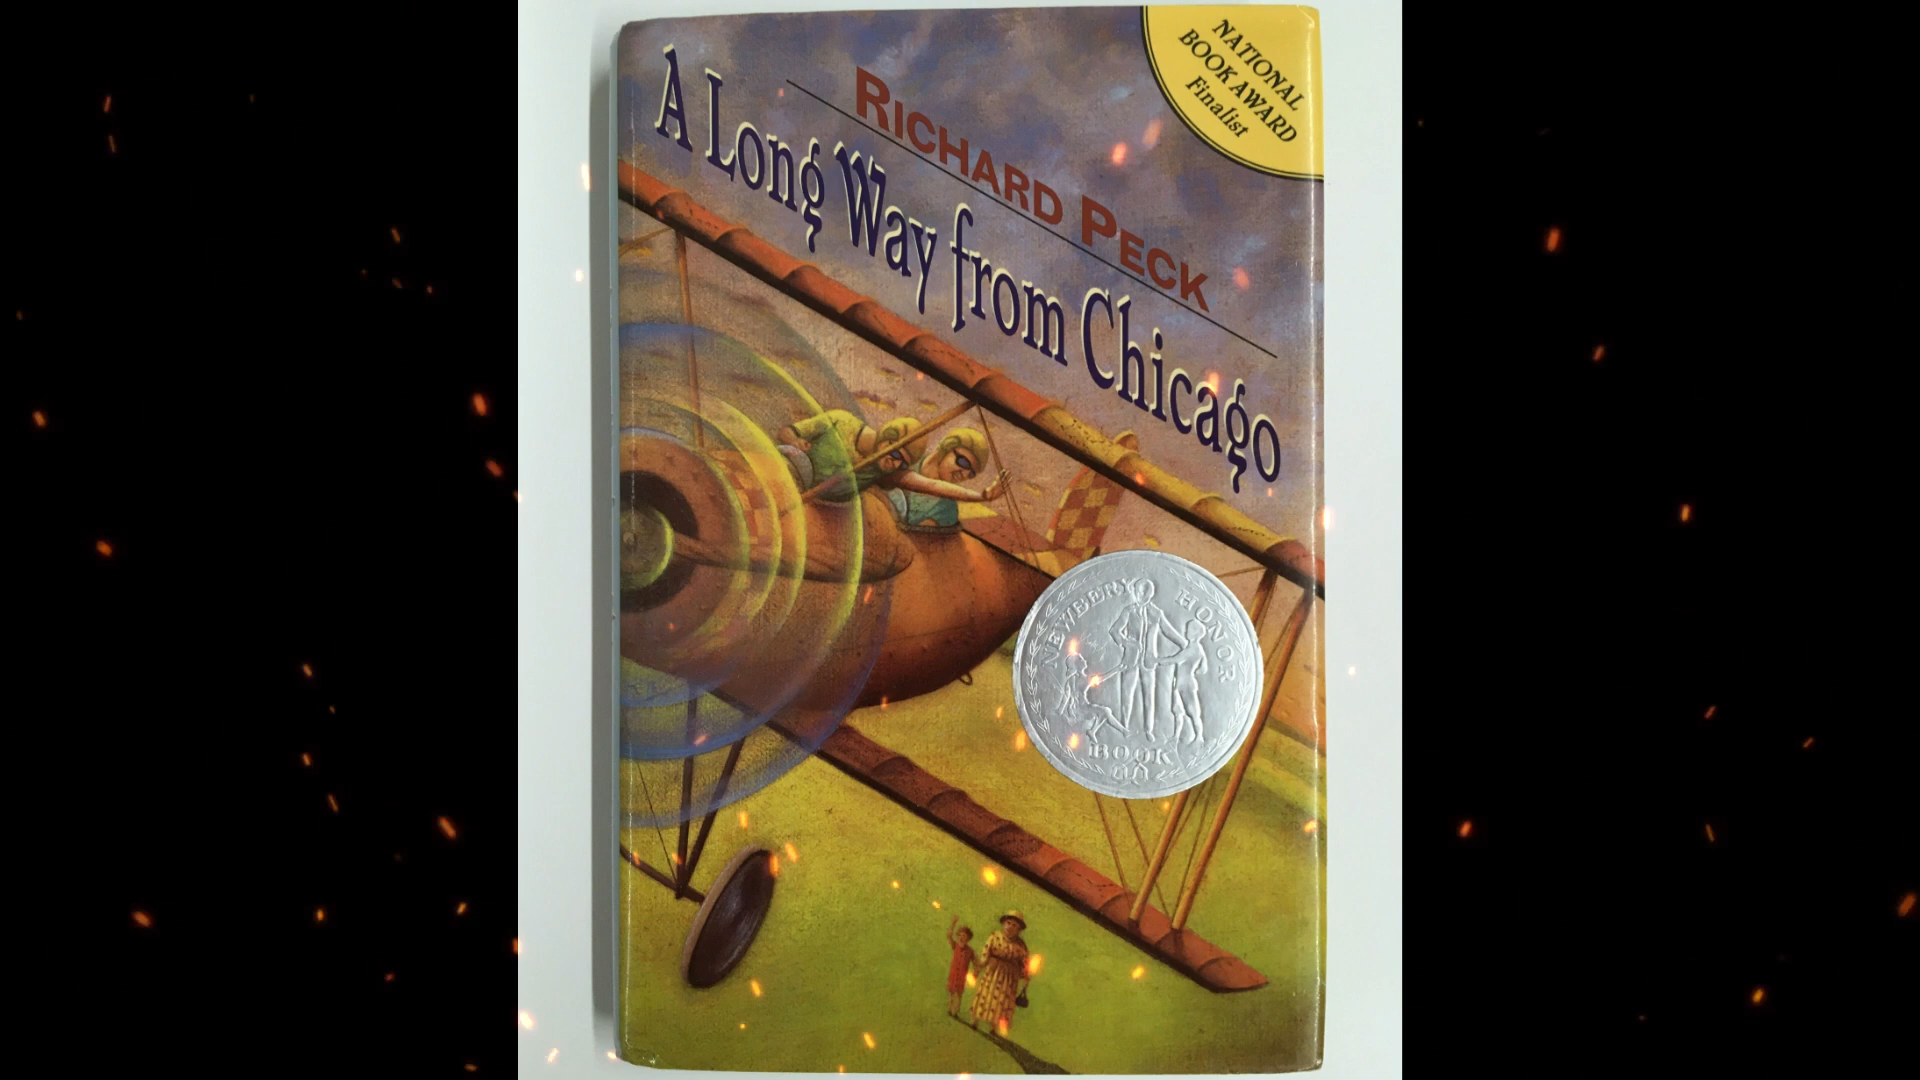 NATIONAL
BOOK AWARD
Finalist
RICHARD PECK
A Long Way from Chicago
NEWBERY HONOR
BOOK